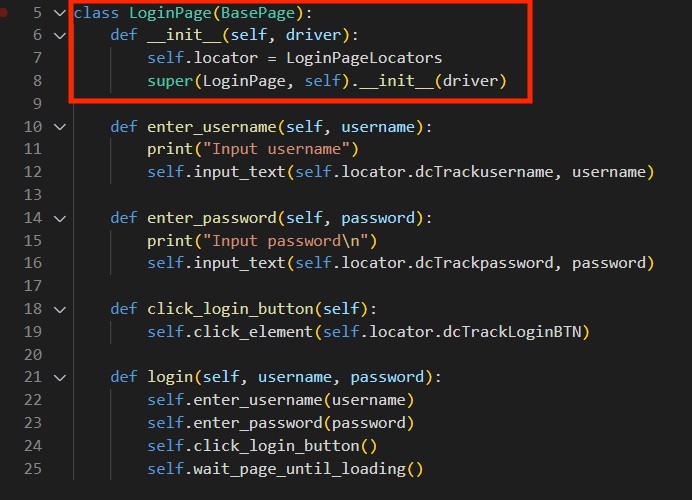 5 class LoginPage(BasePage):
6     def __init__(self, driver):
7         self.locator = LoginPageLocators
8         super(LoginPage, self).__init__(driver)
9
10     def enter_username(self, username):
11         print("Input username")
12         self.input_text(self.locator.dcTrackusername, username)
13
14     def enter_password(self, password):
15         print("Input password\n")
16         self.input_text(self.locator.dcTrackpassword, password)
17
18     def click_login_button(self):
19         self.click_element(self.locator.dcTrackLoginBTN)
20
21     def login(self, username, password):
22         self.enter_username(username)
23         self.enter_password(password)
24         self.click_login_button()
25         self.wait_page_until_loading()